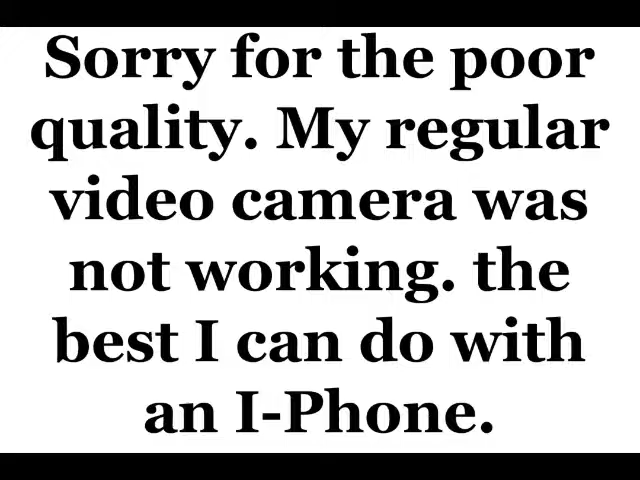 Sorry for the poor
quality. My regular
video camera was
not working. the
best I can do with
an I-Phone.